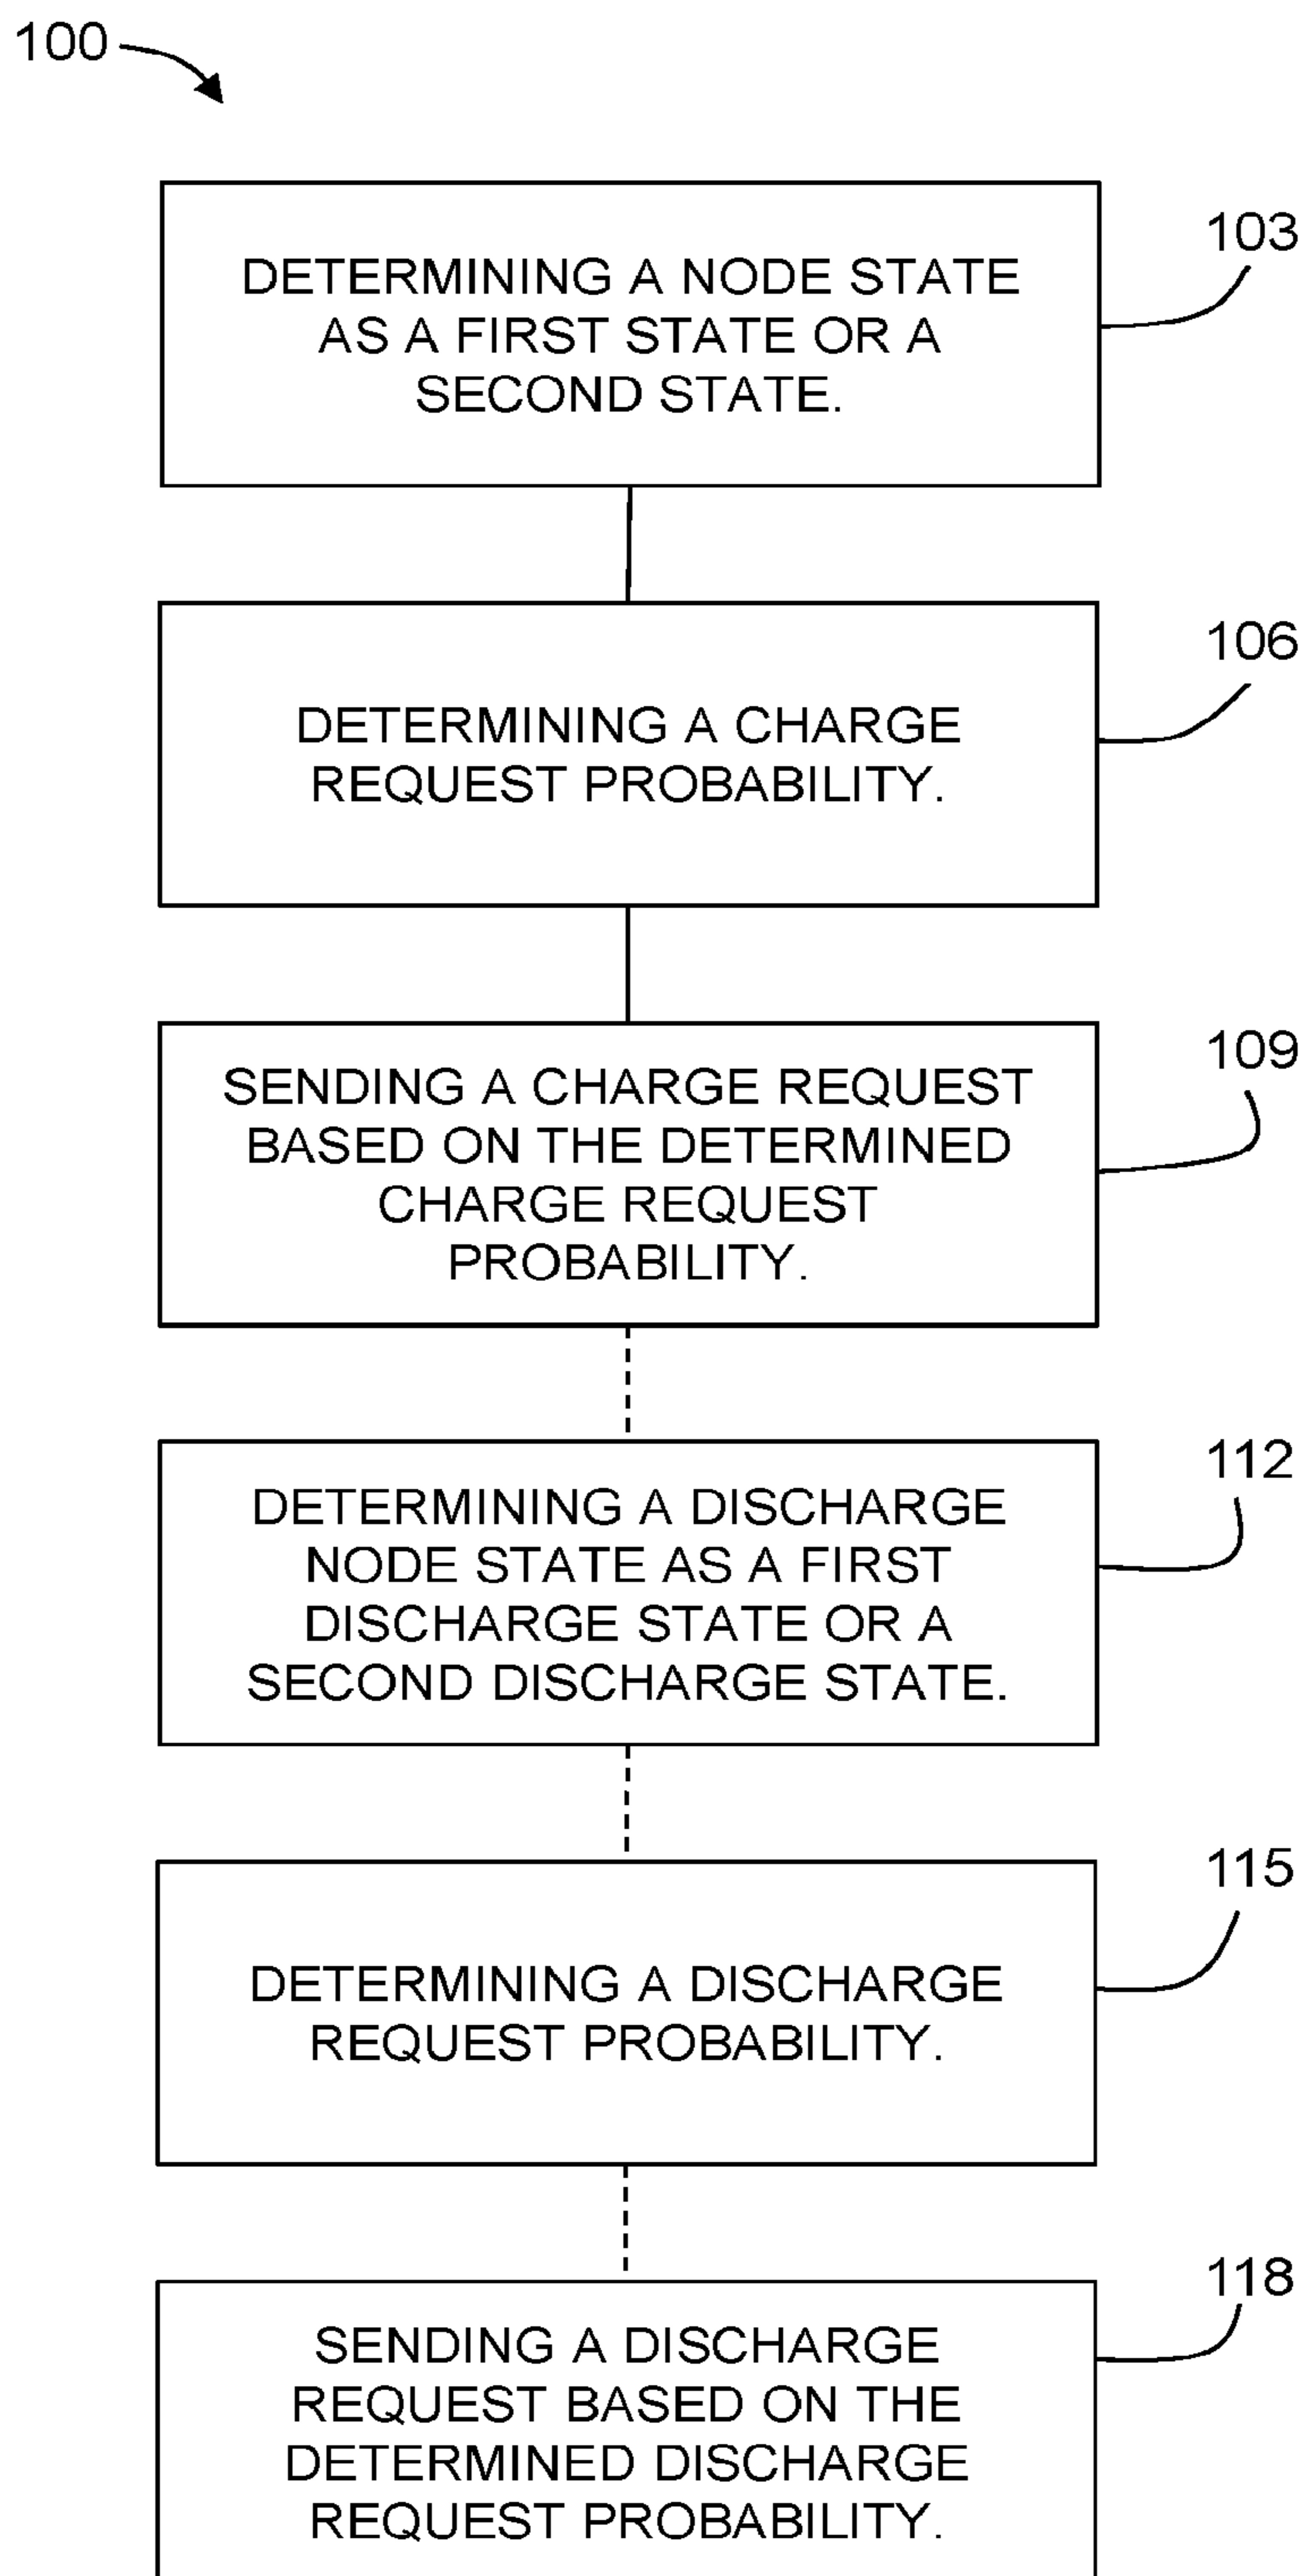 100
103
DETERMINING A NODE STATE
AS A FIRST STATE OR A
SECOND STATE.
106
DETERMINING A CHARGE
REQUEST PROBABILITY.
109
SENDING A CHARGE REQUEST
BASED ON THE DETERMINED
CHARGE REQUEST
PROBABILITY.
112
DETERMINING A DISCHARGE
NODE STATE AS A FIRST
DISCHARGE STATE OR A
SECOND DISCHARGE STATE.
115
DETERMINING A DISCHARGE
REQUEST PROBABILITY.
118
SENDING A DISCHARGE
REQUEST BASED ON THE
DETERMINED DISCHARGE
REQUEST PROBABILITY.